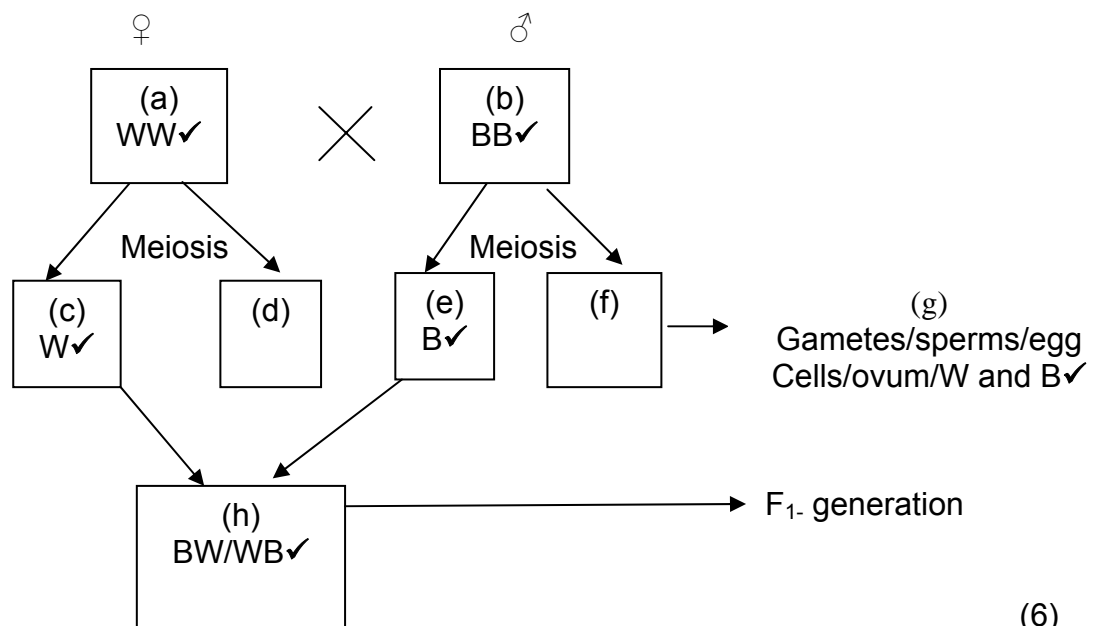 ♀ ♂
(a) (b)
WW✓ BB✓
Meiosis Meiosis
(c) (d) (e) (f) (g)
W✓ B✓ Gametes/sperms/egg
Cells/ovum/W and B✓
(h) F1- generation
BW/WB✓
(6)